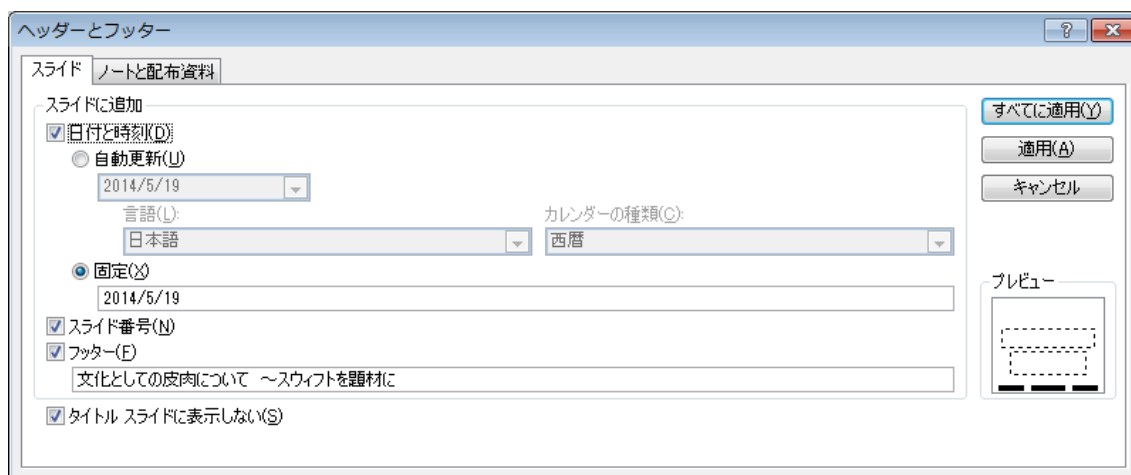 ヘッダーとフッター
スライド ノートと配布資料
スライドに追加
日付と時刻(D)
自動更新(U)
2014/5/19
言語(L): カレンダーの種類(C):
日本語 西暦
固定(X)
2014/5/19
スライド番号(N)
フッター(F)
文化としての皮肉について ～スウィフトを題材に
タイトル スライドに表示しない(S)
すべてに適用(Y)
適用(A)
キャンセル
プレビュー